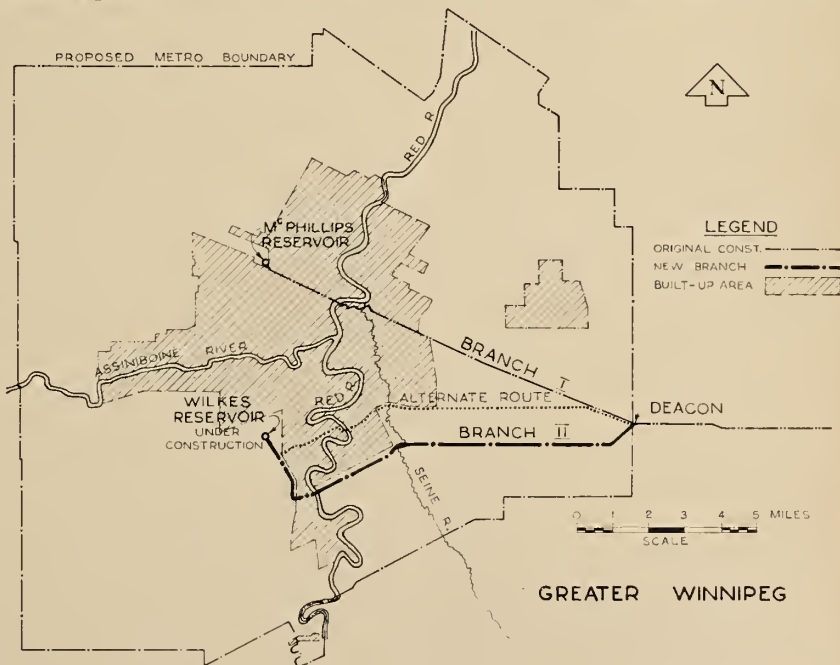 PROPOSED METRO BOUNDARY
RED R.
N
McPHILLIPS
RESERVOIR
LEGEND
ORIGINAL CONST.
NEW BRANCH
BUILT-UP AREA
ASSINIBOINE RIVER
BRANCH I
WILKES
RESERVOIR
UNDER
CONSTRUCTION
RED R.
ALTERNATE ROUTE
DEACON
BRANCH II
SEINE R.
0 1 2 3 4 5 MILES
SCALE
GREATER WINNIPEG